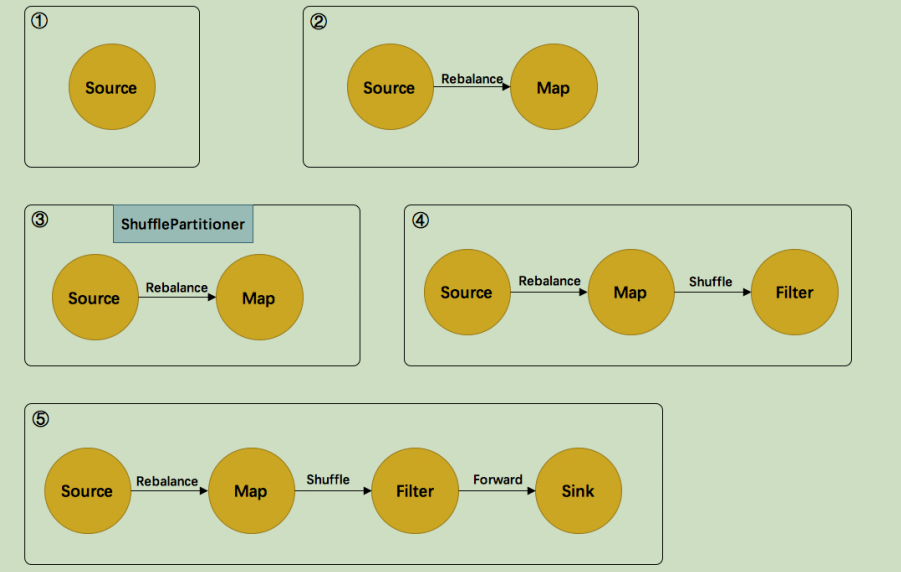 ①
Source
②
Source
Rebalance
Map
③
ShufflePartitioner
Source
Rebalance
Map
④
Source
Rebalance
Map
Shuffle
Filter
⑤
Source
Rebalance
Map
Shuffle
Filter
Forward
Sink